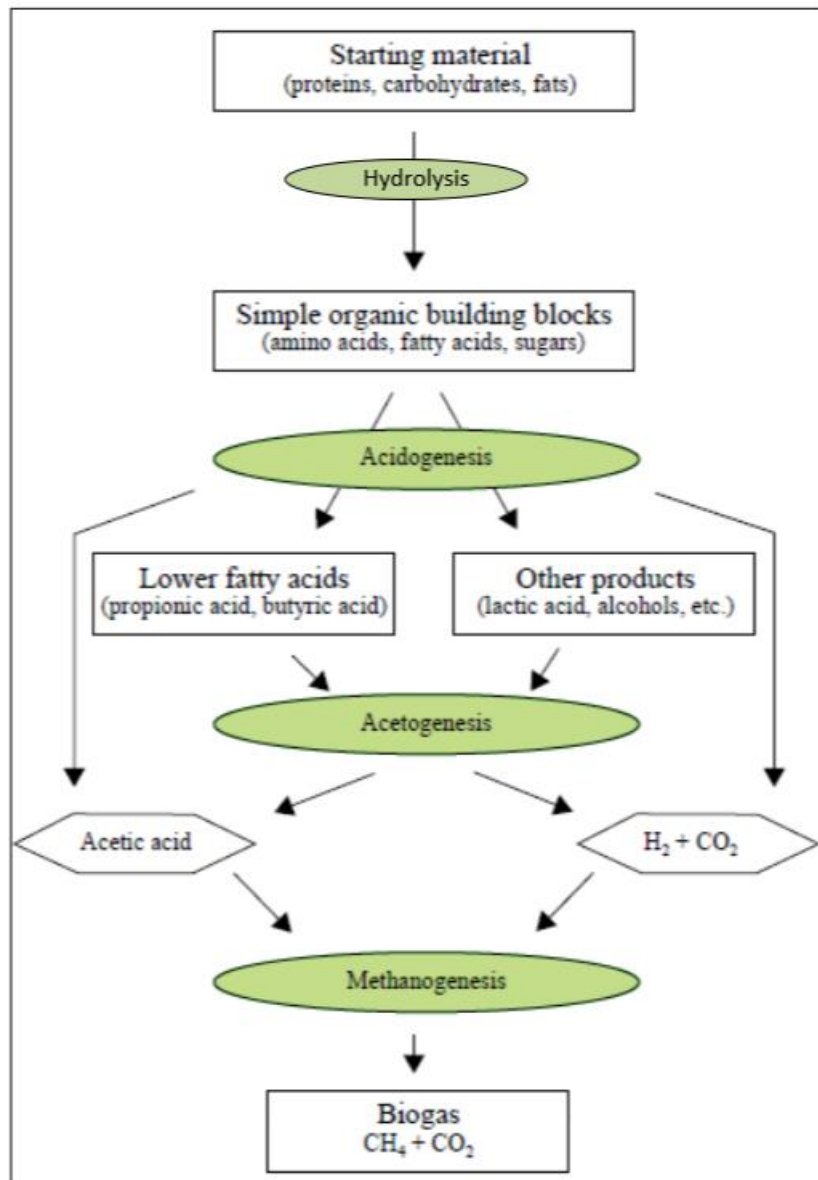 Starting material
(proteins, carbohydrates, fats)
Hydrolysis
Simple organic building blocks
(amino acids, fatty acids, sugars)
Acidogenesis
Lower fatty acids
(propionic acid, butyric acid)
Other products
(lactic acid, alcohols, etc.)
Acetogenesis
Acetic acid
H₂ + CO₂
Methanogenesis
Biogas
CH₄ + CO₂